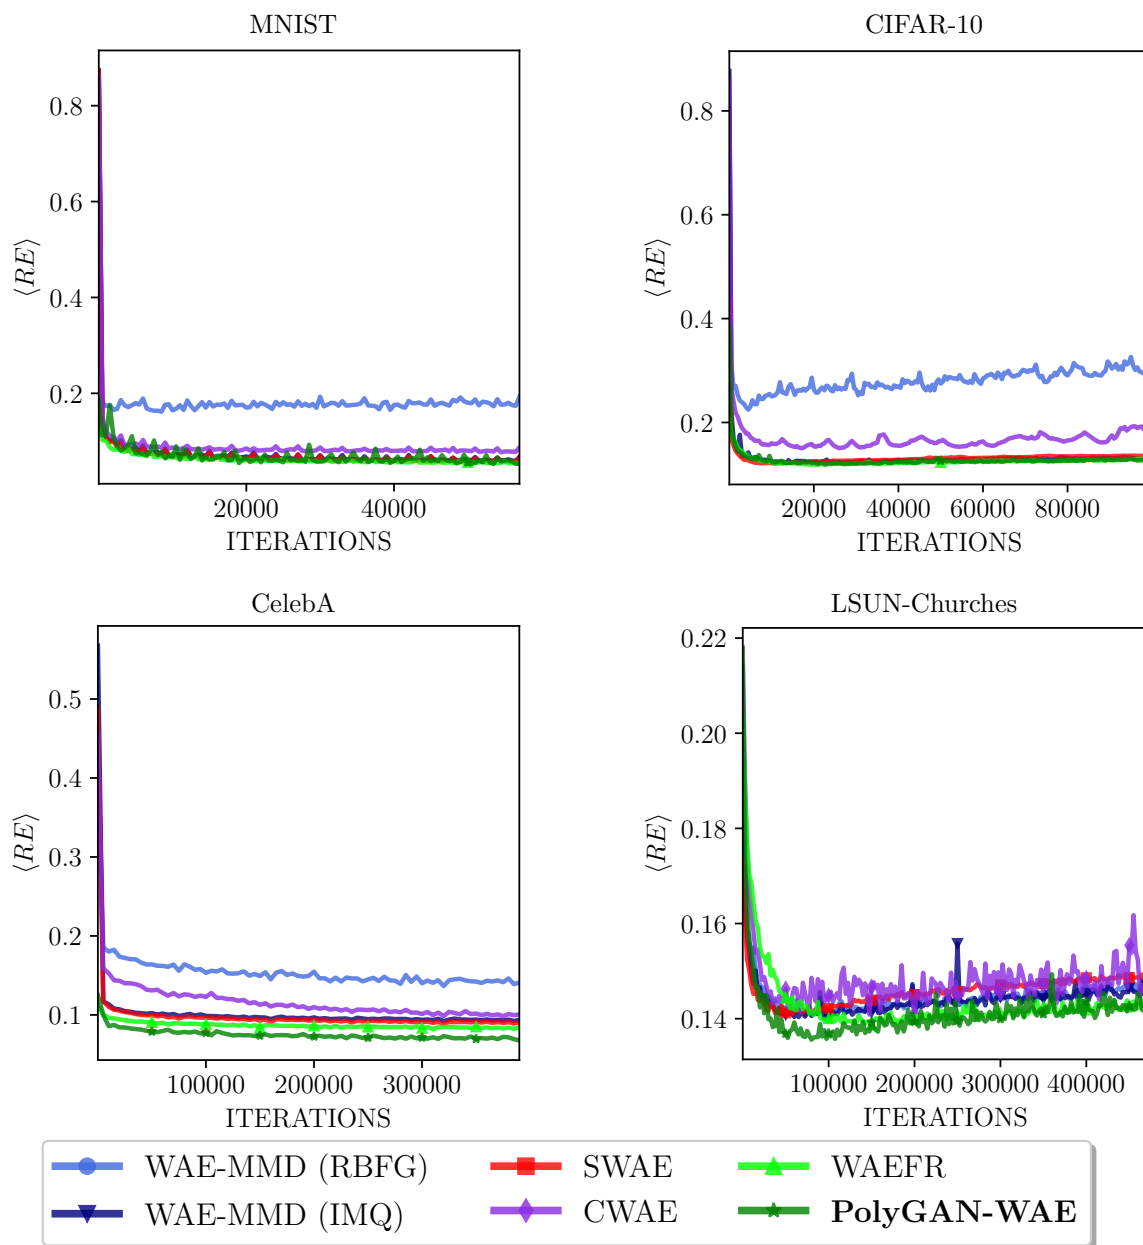 MNIST
0.8
0.6
0.4
0.2
⟨RE⟩
20000 40000
ITERATIONS
CIFAR-10
0.8
0.6
0.4
0.2
⟨RE⟩
20000 40000 60000 80000
ITERATIONS
CelebA
0.5
0.4
0.3
0.2
0.1
⟨RE⟩
100000 200000 300000
ITERATIONS
LSUN-Churches
0.22
0.20
0.18
0.16
0.14
⟨RE⟩
100000 200000 300000 400000
ITERATIONS
WAE-MMD (RBFG) SWAE WAEFR
WAE-MMD (IMQ) CWAE PolyGAN-WAE